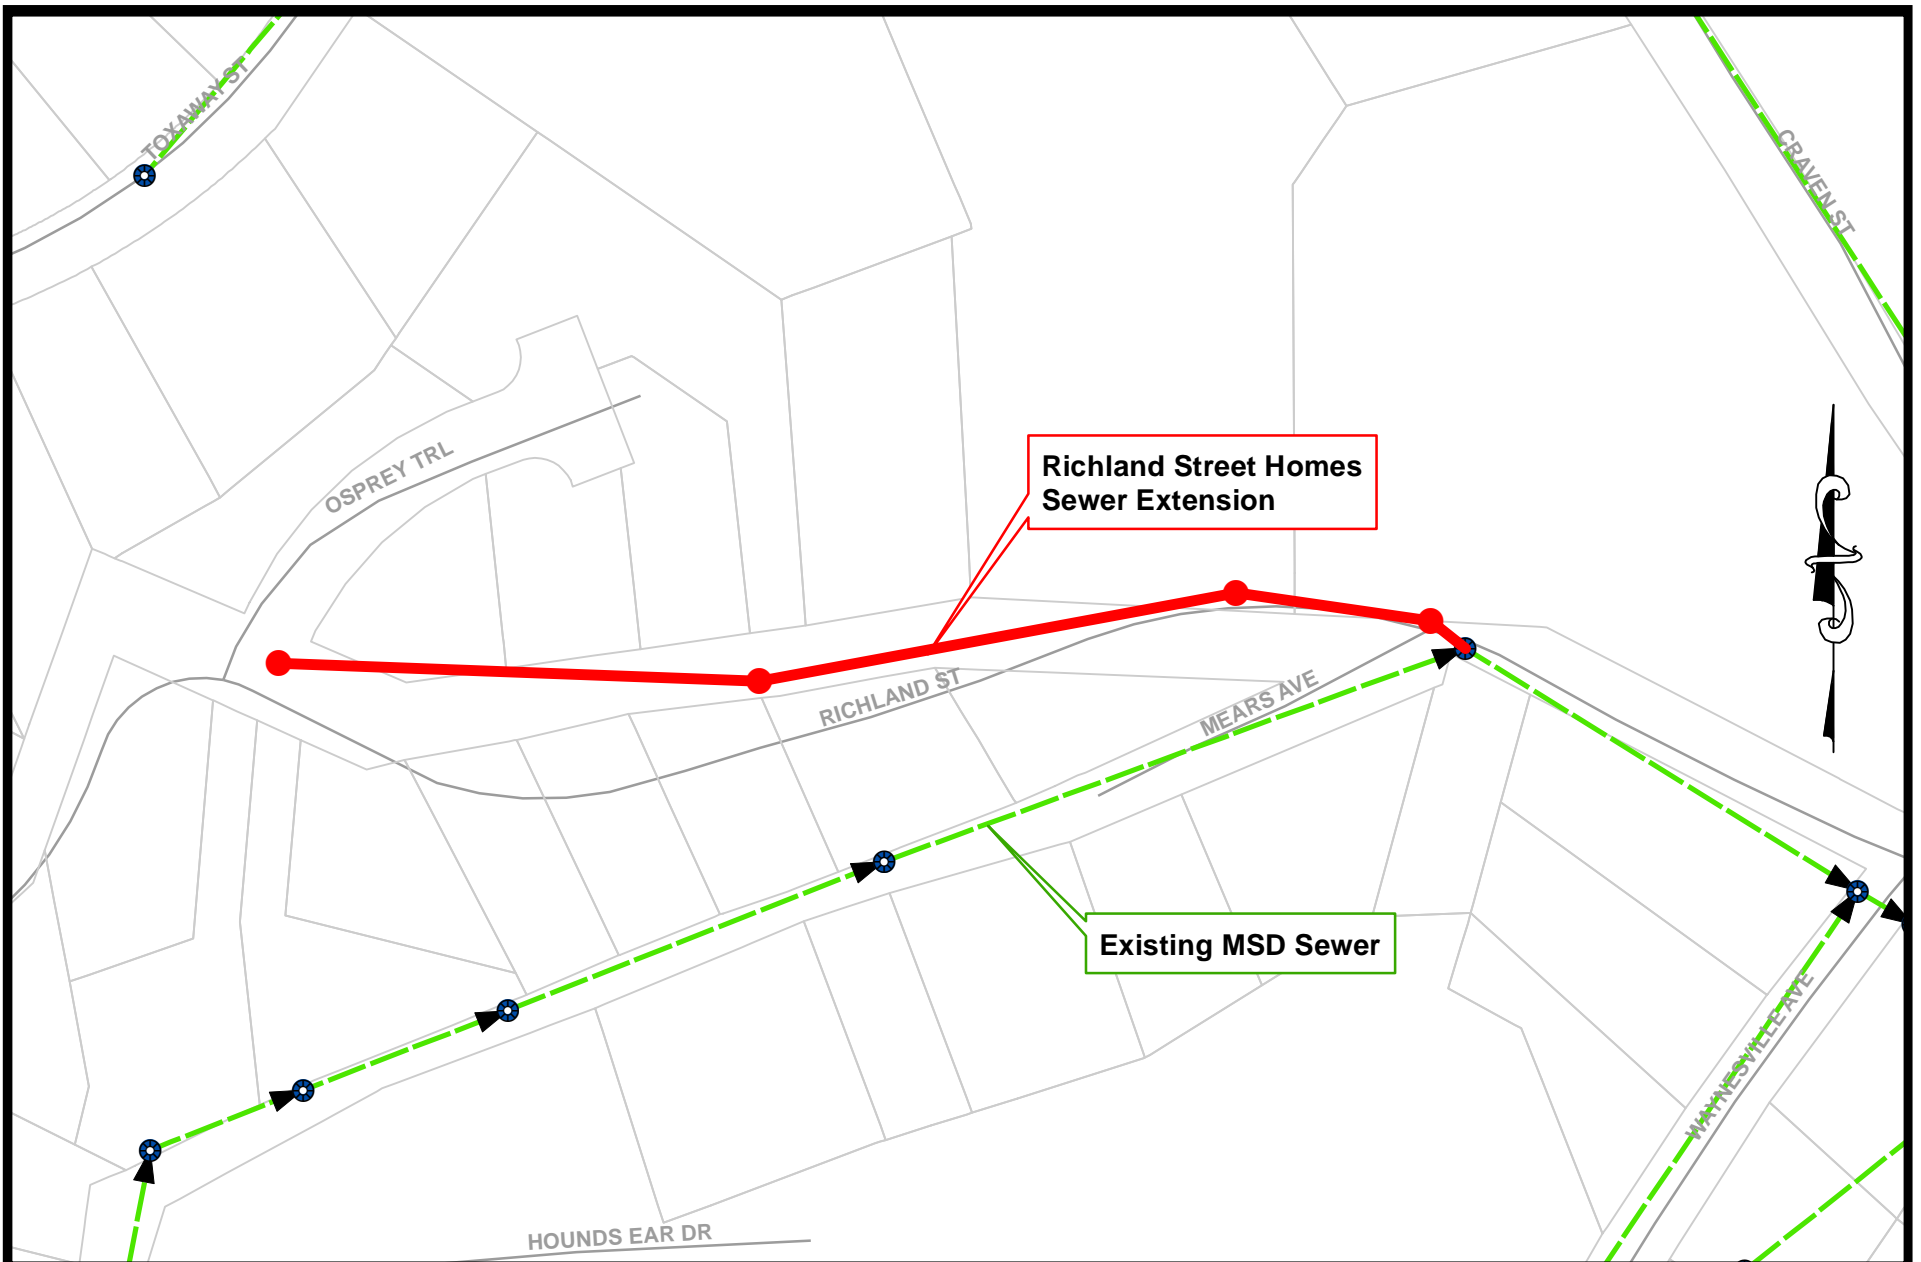 TOXAWAY ST
CRAVEN ST
OSPREY TRL
Richland Street Homes
Sewer Extension
RICHLAND ST
MEARS AVE
Existing MSD Sewer
WAYNESVILLE AVE
HOUNDS EAR DR